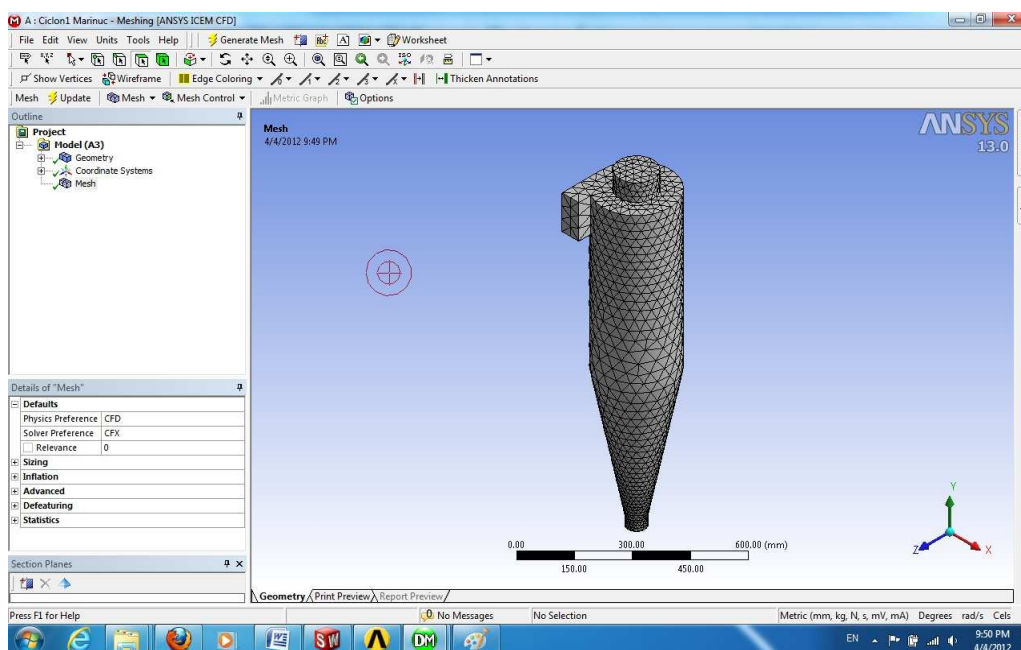 A : Ciclon1 Marinuc - Meshing [ANSYS ICEM CFD]
File Edit View Units Tools Help Generate Mesh A Worksheet
Show Vertices Wireframe Edge Coloring Thicken Annotations
Mesh Update Mesh Mesh Control Metric Graph Options
Outline
Project
Model (A3)
Geometry
Coordinate Systems
Mesh
Mesh
4/4/2012 9:49 PM
ANSYS
13.0
Details of "Mesh"
Defaults
Physics Preference CFD
Solver Preference CFX
Relevance 0
Sizing
Inflation
Advanced
Defeaturing
Statistics
Section Planes
Y
Z X
0.00 300.00 600.00 (mm)
150.00 450.00
Geometry Print Preview Report Preview
Press F1 for Help 0 No Messages No Selection Metric (mm, kg, N, s, mV, mA) Degrees rad/s Cels
W SW DM EN 9:50 PM
4/4/2012